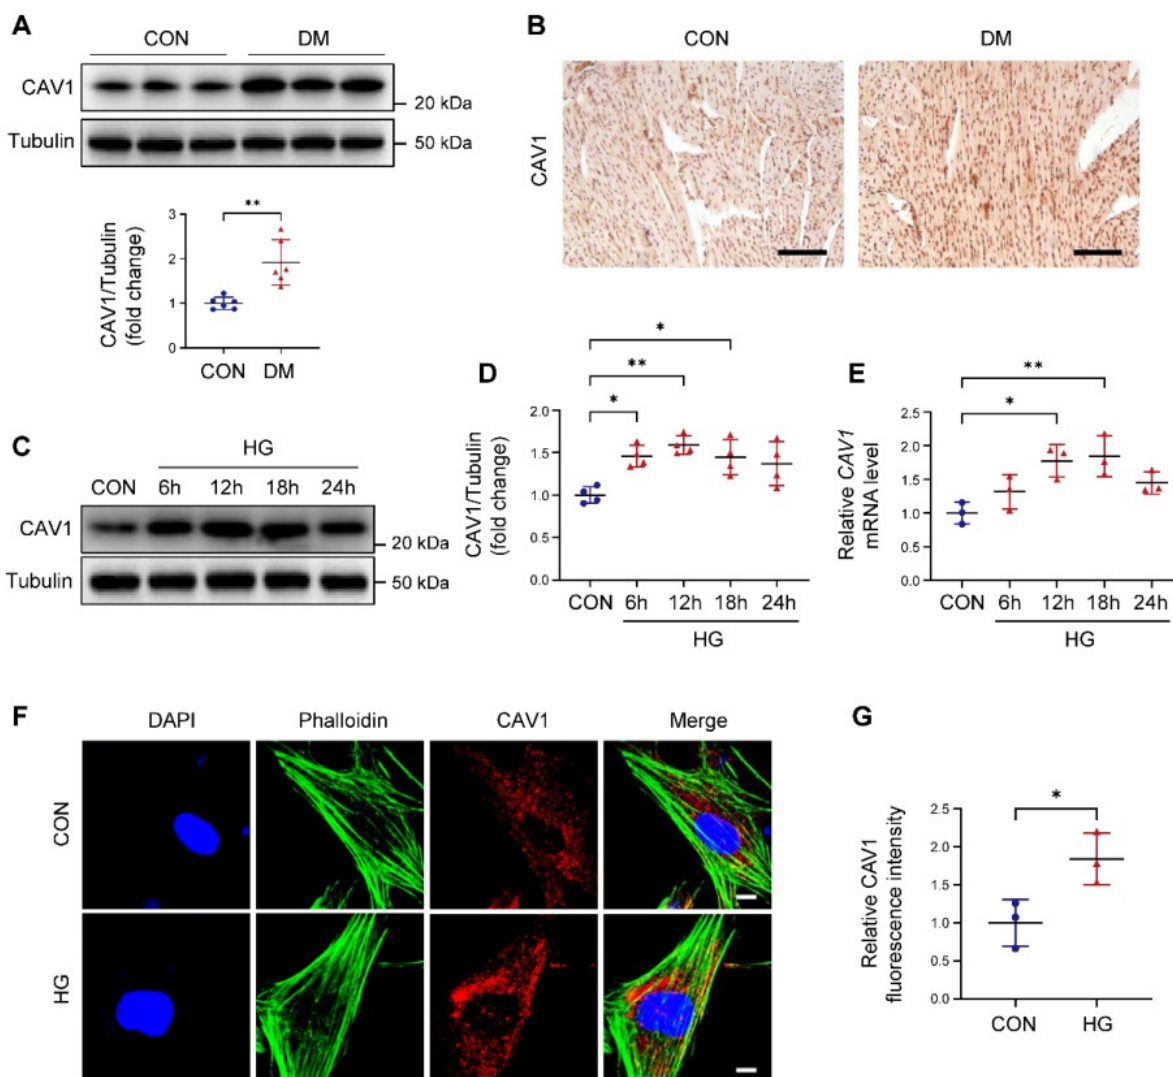 A
CON DM
CAV1
20 kDa
Tubulin
50 kDa
CAV1/Tubulin
(fold change)
3
2
1
0
**
CON DM
B
CON DM
CAV1
C
HG
CON 6h 12h 18h 24h
CAV1
20 kDa
Tubulin
50 kDa
D
CAV1/Tubulin
(fold change)
2.0
1.5
1.0
0.5
0.0
*
**
*
CON 6h 12h 18h 24h
HG
E
Relative CAV1
mRNA level
2.5
2.0
1.5
1.0
0.5
0.0
**
*
CON 6h 12h 18h 24h
HG
F
DAPI Phalloidin CAV1 Merge
CON
HG
G
Relative CAV1
fluorescence intensity
2.5
2.0
1.5
1.0
0.5
0.0
*
CON HG